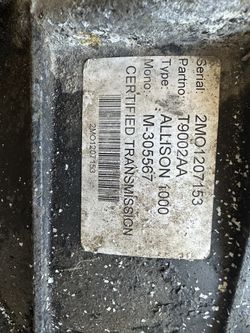 Serial: 2MO1207153
Partno: T9002AA
Type: ALLISON 1000
Mono: M-305567
CERTIFIED TRANSMISSION
2MO1207153